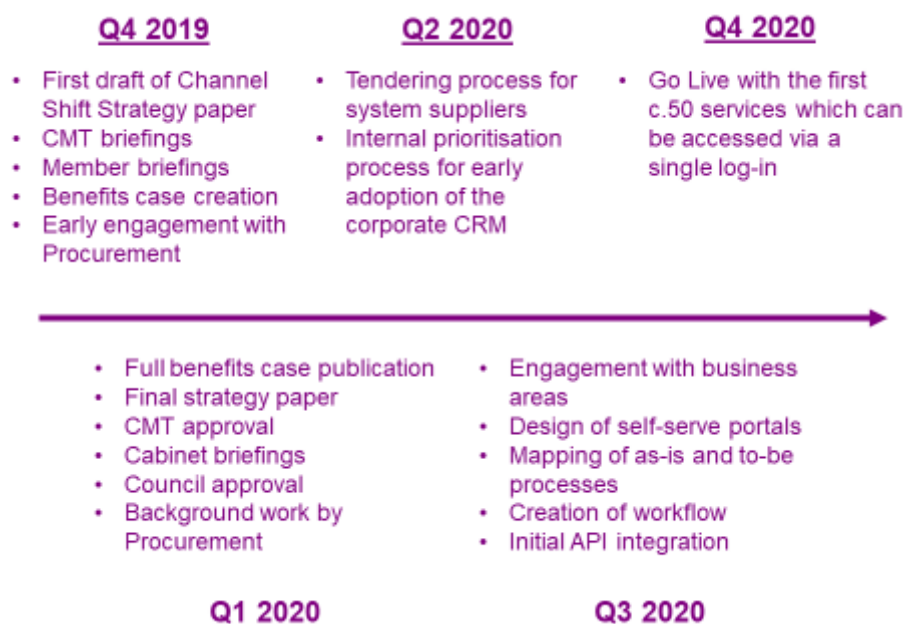 Q4 2019
• First draft of Channel
Shift Strategy paper
• CMT briefings
• Member briefings
• Benefits case creation
• Early engagement with
Procurement
Q2 2020
• Tendering process for
system suppliers
• Internal prioritisation
process for early
adoption of the
corporate CRM
Q4 2020
• Go Live with the first
c.50 services which can
be accessed via a
single log-in
• Full benefits case publication
• Final strategy paper
• CMT approval
• Cabinet briefings
• Council approval
• Background work by
Procurement
Q1 2020
• Engagement with business
areas
• Design of self-serve portals
• Mapping of as-is and to-be
processes
• Creation of workflow
• Initial API integration
Q3 2020